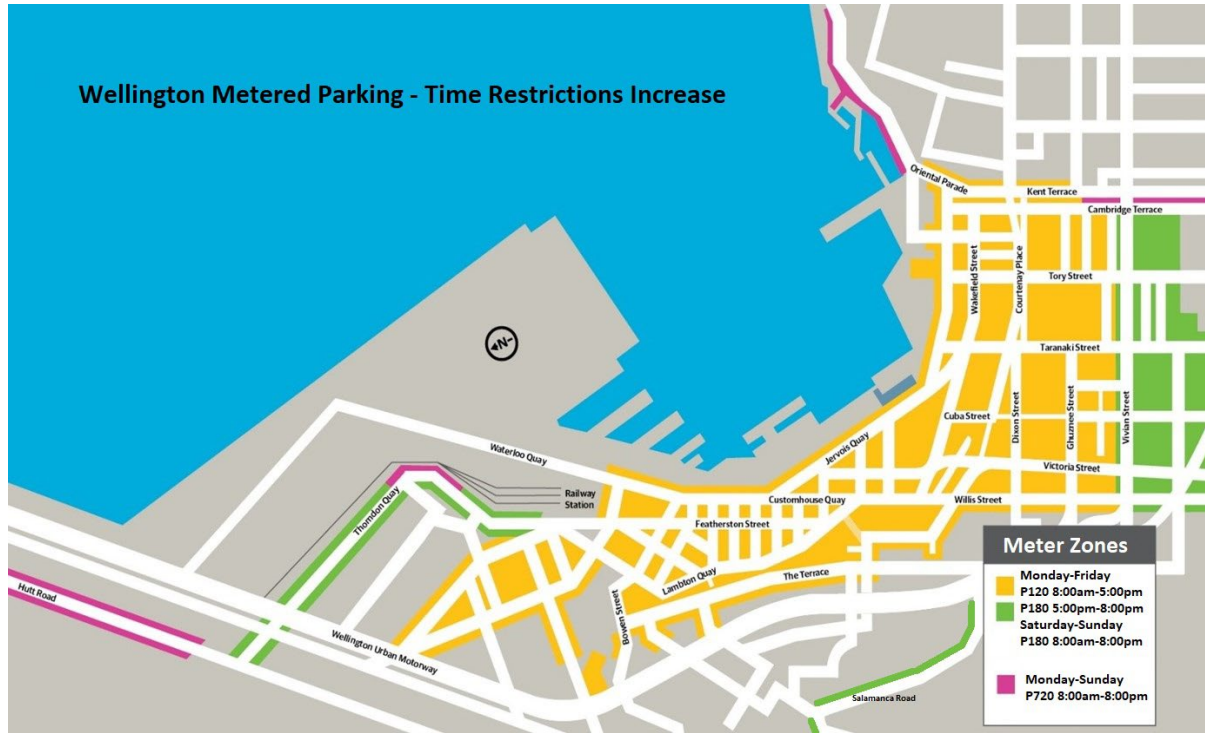 Wellington Metered Parking - Time Restrictions Increase
Oriental Parade
Kent Terrace
Cambridge Terrace
Wakefield Street
Courtenay Place
Tory Street
N
Taranaki Street
Cuba Street
Dixon Street
Ghuznee Street
Vivian Street
Jervois Quay
Waterloo Quay
Victoria Street
Railway
Station
Thorndon Quay
Customhouse Quay
Willis Street
Featherston Street
Lambton Quay
The Terrace
Bowen Street
Hutt Road
Wellington Urban Motorway
Salamanca Road
Meter Zones
Monday-Friday
P120 8:00am-5:00pm
P180 5:00pm-8:00pm
Saturday-Sunday
P180 8:00am-8:00pm
Monday-Sunday
P720 8:00am-8:00pm